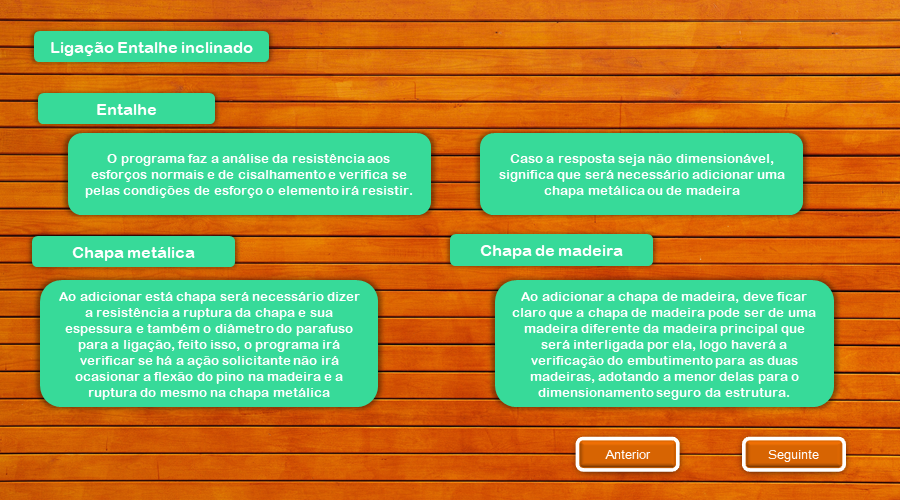 Ligação Entalhe inclinado
Entalhe
O programa faz a análise da resistência aos
esforços normais e de cisalhamento e verifica se
pelas condições de esforço o elemento irá resistir.
Caso a resposta seja não dimensionável,
significa que será necessário adicionar uma
chapa metálica ou de madeira
Chapa metálica
Ao adicionar está chapa será necessário dizer
a resistência a ruptura da chapa e sua
espessura e também o diâmetro do parafuso
para a ligação, feito isso, o programa irá
verificar se há a ação solicitante não irá
ocasionar a flexão do pino na madeira e a
ruptura do mesmo na chapa metálica
Chapa de madeira
Ao adicionar a chapa de madeira, deve ficar
claro que a chapa de madeira pode ser de uma
madeira diferente da madeira principal que
será interligada por ela, logo haverá a
verificação do embutimento para as duas
madeiras, adotando a menor delas para o
dimensionamento seguro da estrutura.
Anterior
Seguinte